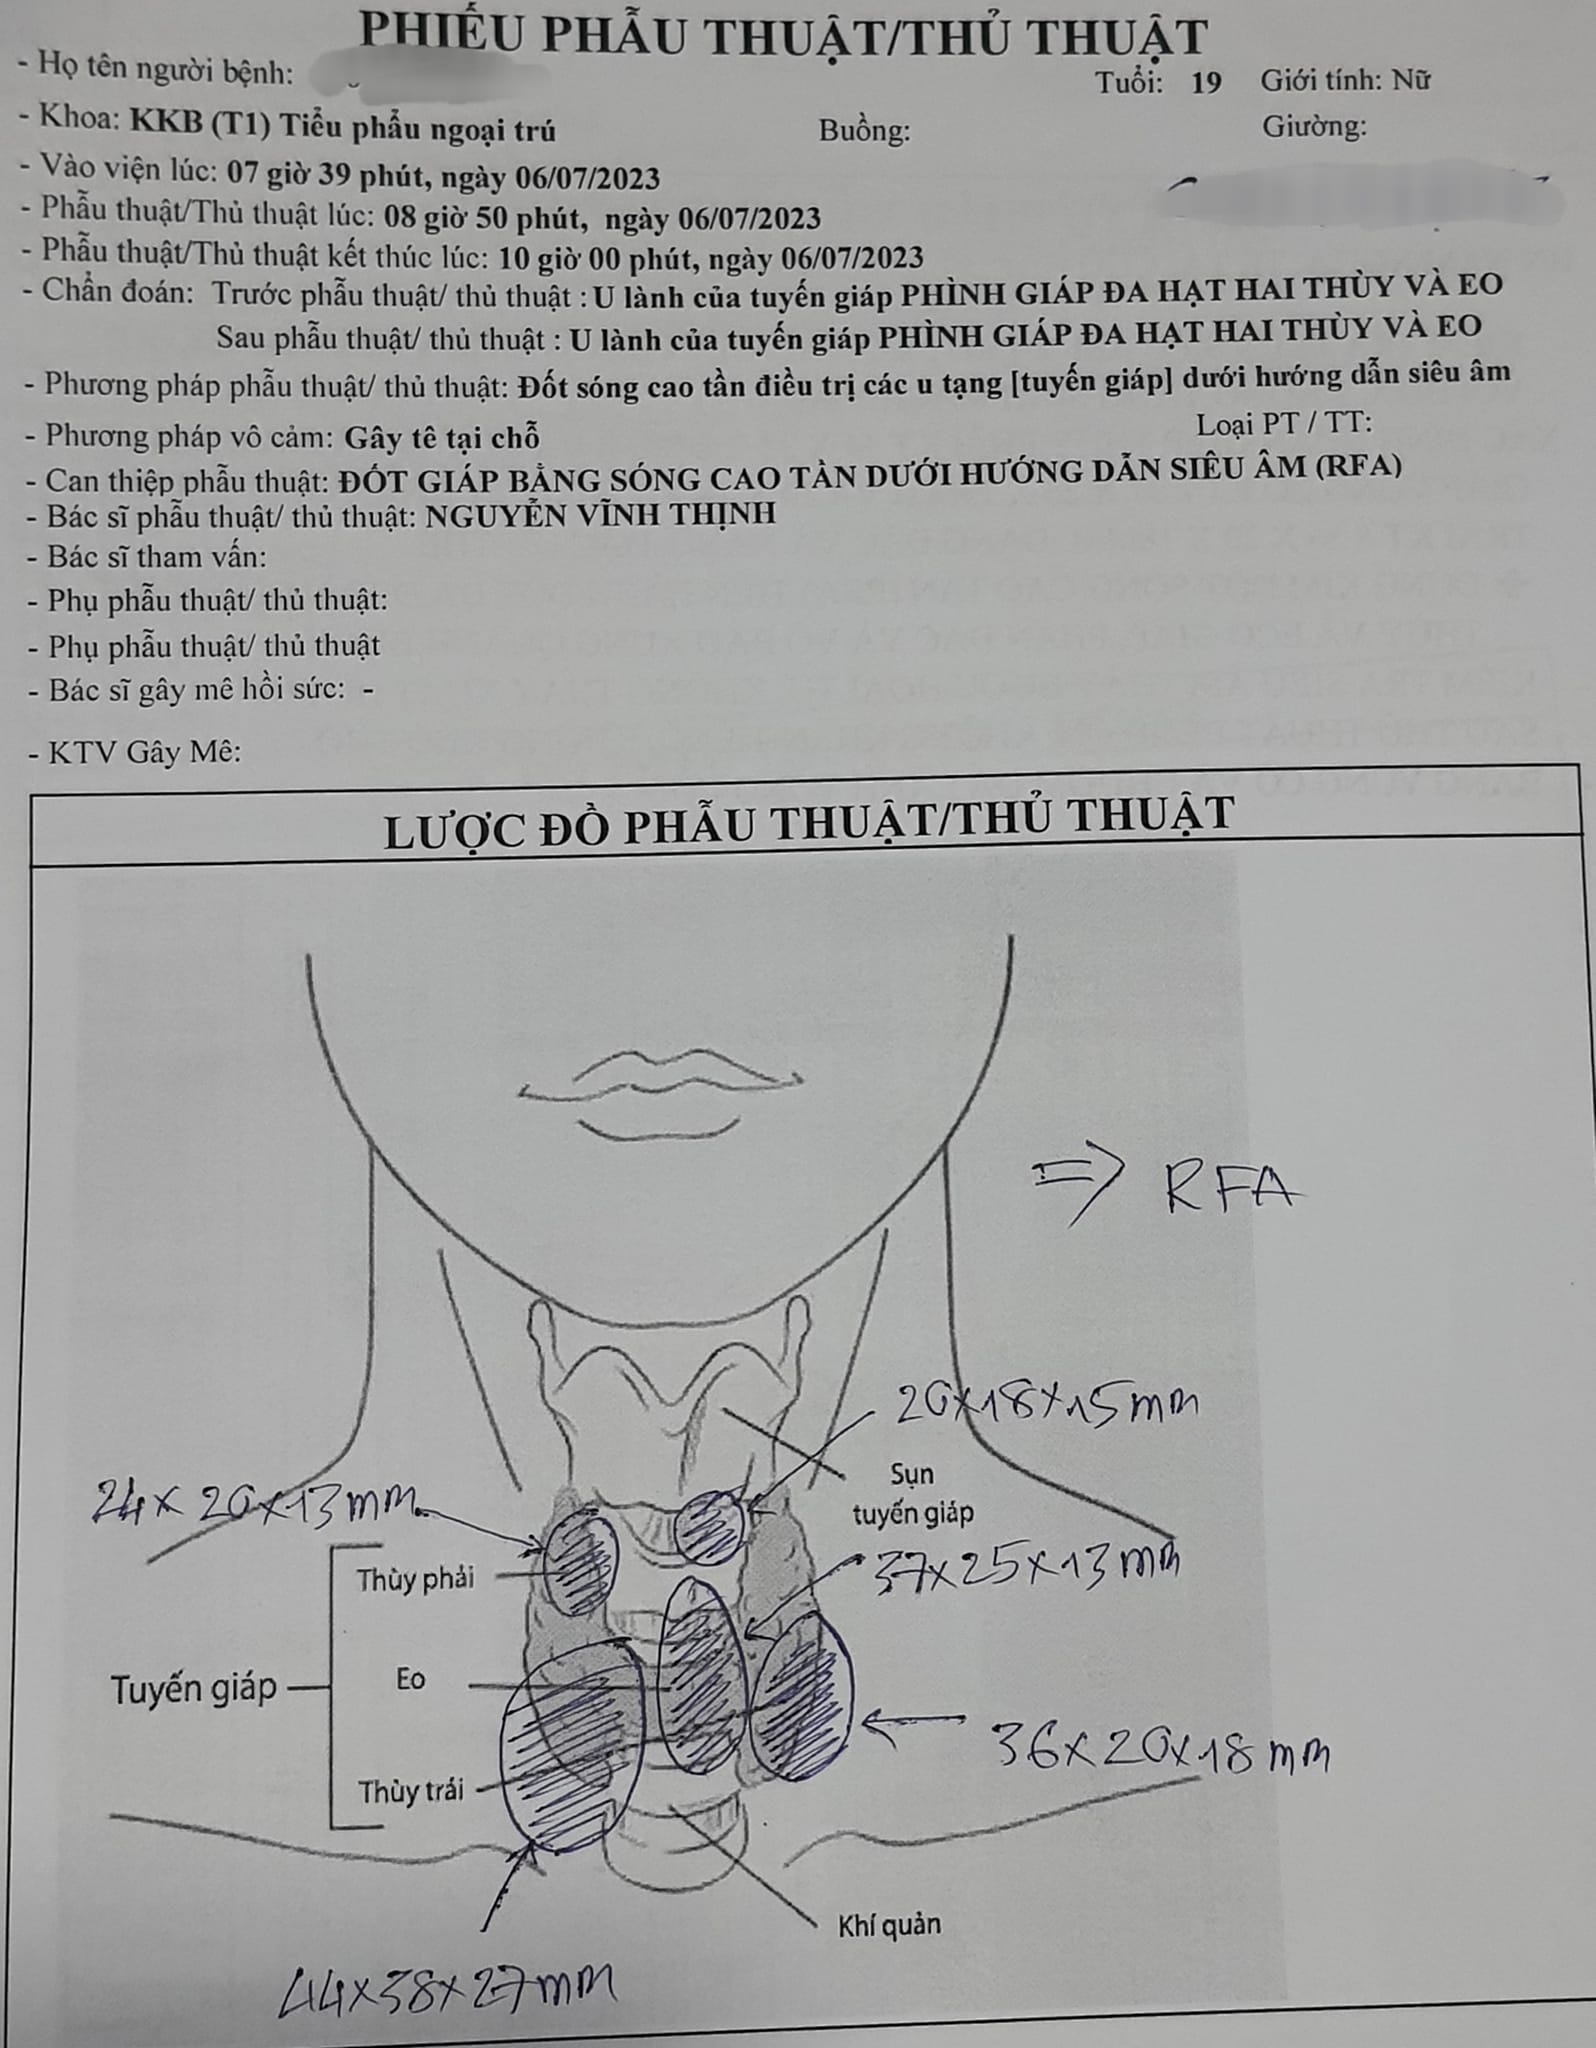 PHIẾU PHẪU THUẬT/THỦ THUẬT
- Họ tên người bệnh:
Tuổi: 19 Giới tính: Nữ
- Khoa: KKB (T1) Tiểu phẫu ngoại trú Buồng: Giường:
- Vào viện lúc: 07 giờ 39 phút, ngày 06/07/2023
- Phẫu thuật/Thủ thuật lúc: 08 giờ 50 phút, ngày 06/07/2023
- Phẫu thuật/Thủ thuật kết thúc lúc: 10 giờ 00 phút, ngày 06/07/2023
- Chẩn đoán: Trước phẫu thuật/ thủ thuật : U lành của tuyến giáp PHÌNH GIÁP ĐA HẠT HAI THÙY VÀ EO
Sau phẫu thuật/ thủ thuật : U lành của tuyến giáp PHÌNH GIÁP ĐA HẠT HAI THÙY VÀ EO
- Phương pháp phẫu thuật/ thủ thuật: Đốt sóng cao tần điều trị các u tạng [tuyến giáp] dưới hướng dẫn siêu âm
- Phương pháp vô cảm: Gây tê tại chỗ Loại PT / TT:
- Can thiệp phẫu thuật: ĐỐT GIÁP BẰNG SÓNG CAO TẦN DƯỚI HƯỚNG DẪN SIÊU ÂM (RFA)
- Bác sĩ phẫu thuật/ thủ thuật: NGUYỄN VĨNH THỊNH
- Bác sĩ tham vấn:
- Phụ phẫu thuật/ thủ thuật:
- Phụ phẫu thuật/ thủ thuật
- Bác sĩ gây mê hồi sức: -
- KTV Gây Mê:
LƯỢC ĐỒ PHẪU THUẬT/THỦ THUẬT
⇒ RFA
20x18x15mm
Sụn
tuyến giáp
24x20x13mm
37x25x13mm
Thùy phải
Eo
Tuyến giáp
36x20x18mm
Thùy trái
Khí quản
44x38x27mm